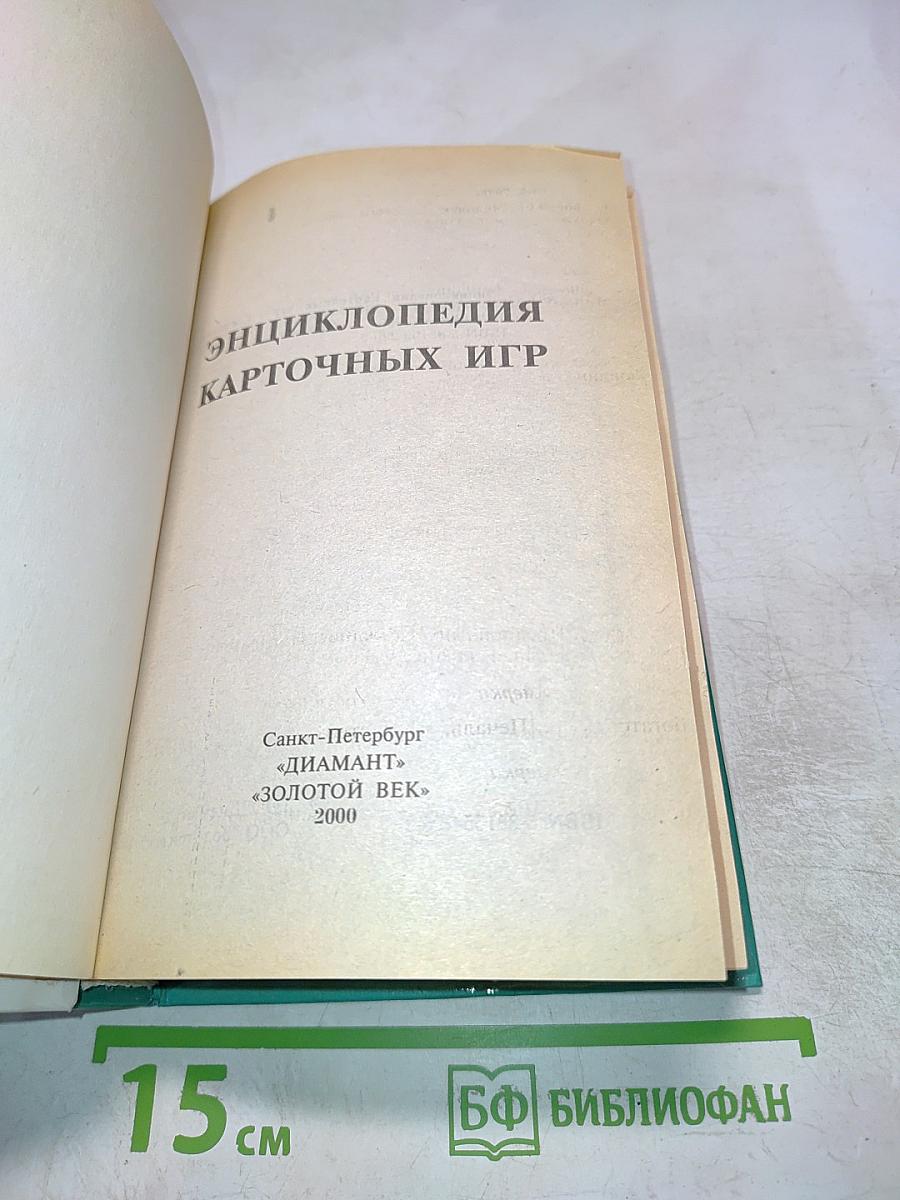 ЭНЦИКЛОПЕДИЯ
КАРТОЧНЫХ ИГР
Санкт-Петербург
«ДИАМАНТ»
«ЗОЛОТОЙ ВЕК»
2000
15 см
БФ БИБЛИОФАН